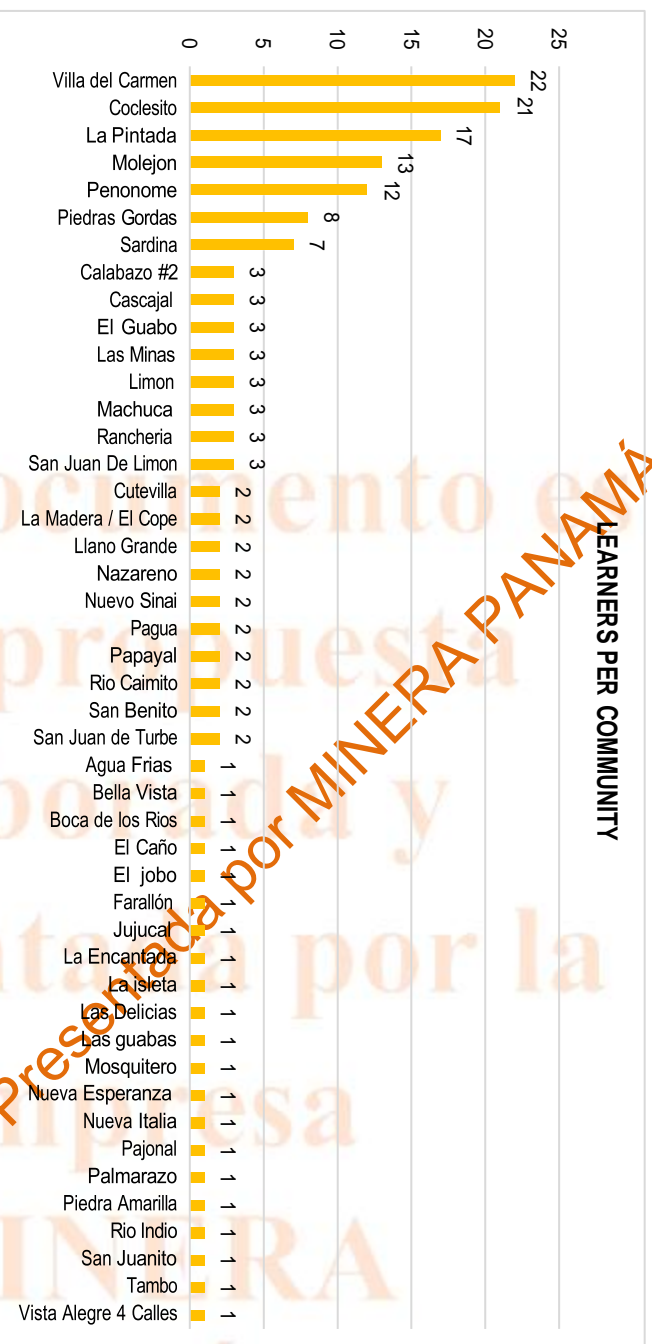 LEARNERS PER COMMUNITY
0
5
10
15
20
25
Villa del Carmen 22
Coclesito 21
La Pintada 17
Molejon 13
Penonome 12
Piedras Gordas 8
Sardina 7
Calabazo #2 3
Cascajal 3
El Guabo 3
Las Minas 3
Limon 3
Machuca 3
Rancheria 3
San Juan De Limon 3
Cutevilla 2
La Madera / El Cope 2
Llano Grande 2
Nazareno 2
Nuevo Sinai 2
Pagua 2
Papayal 2
Rio Caimito 2
San Benito 2
San Juan de Turbe 2
Agua Frias 1
Bella Vista 1
Boca de los Rios 1
El Caño 1
El jobo 1
Farallón 1
Jujucal 1
La Encantada 1
La isleta 1
Las Delicias 1
Las guabas 1
Mosquitero 1
Nueva Esperanza 1
Nueva Italia 1
Pajonal 1
Palmarazo 1
Piedra Amarilla 1
Rio Indio 1
San Juanito 1
Tambo 1
Vista Alegre 4 Calles 1
Presentada por MINERA PANAMÁ
es
y
por la